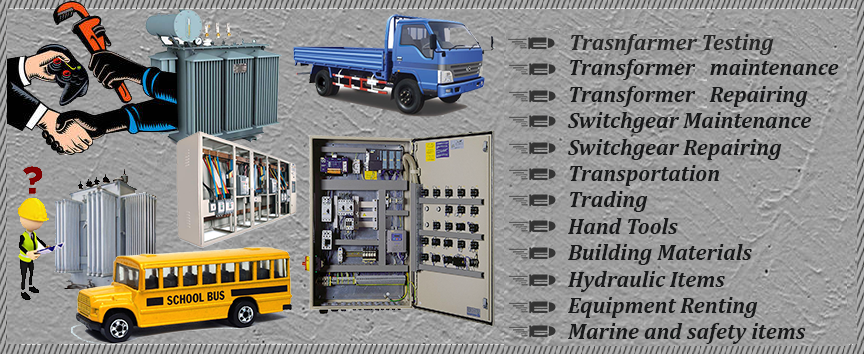 Trasnfarmer Testing
Transformer maintenance
Transformer Repairing
Switchgear Maintenance
Switchgear Repairing
Transportation
Trading
Hand Tools
Building Materials
Hydraulic Items
Equipment Renting
Marine and safety items
?
SCHOOL BUS